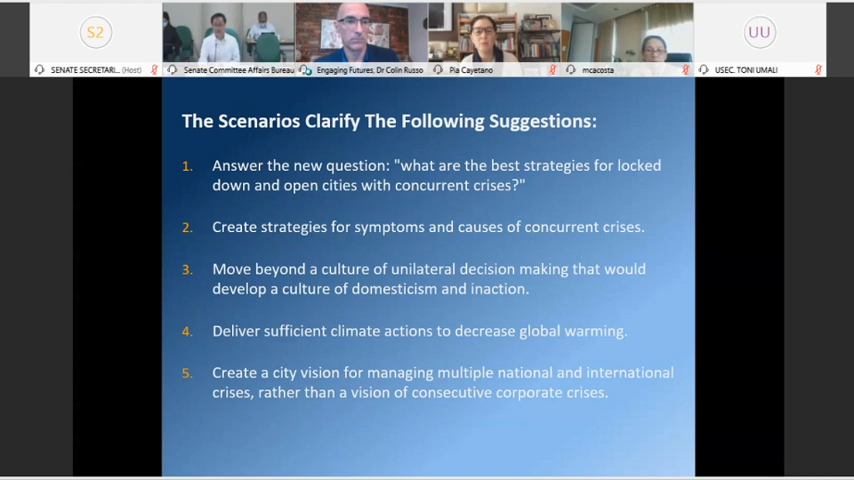 S2
UU
SENATE SECRETARI... (Host)
Senate Committee Affairs Bureau
Engaging Futures, Dr Colin Russo
Pia Cayetano
mcacosta
USEC. TONI UMALI
The Scenarios Clarify The Following Suggestions:
1. Answer the new question: "what are the best strategies for locked
down and open cities with concurrent crises?"
2. Create strategies for symptoms and causes of concurrent crises.
3. Move beyond a culture of unilateral decision making that would
develop a culture of domesticism and inaction.
4. Deliver sufficient climate actions to decrease global warming.
5. Create a city vision for managing multiple national and international
crises, rather than a vision of consecutive corporate crises.